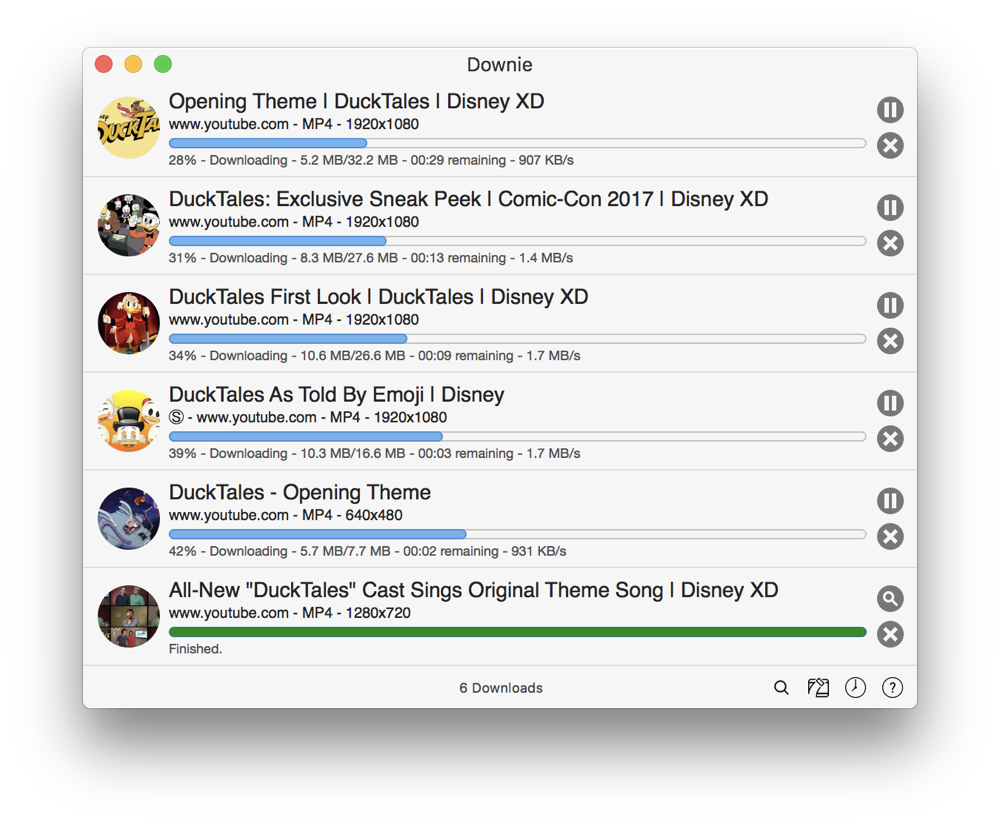 Downie
Opening Theme | DuckTales | Disney XD
www.youtube.com - MP4 - 1920x1080
28% - Downloading - 5.2 MB/32.2 MB - 00:29 remaining - 907 KB/s
DuckTales: Exclusive Sneak Peek | Comic-Con 2017 | Disney XD
www.youtube.com - MP4 - 1920x1080
31% - Downloading - 8.3 MB/27.6 MB - 00:13 remaining - 1.4 MB/s
DuckTales First Look | DuckTales | Disney XD
www.youtube.com - MP4 - 1920x1080
34% - Downloading - 10.6 MB/26.6 MB - 00:09 remaining - 1.7 MB/s
DuckTales As Told By Emoji | Disney
Ⓢ - www.youtube.com - MP4 - 1920x1080
39% - Downloading - 10.3 MB/16.6 MB - 00:03 remaining - 1.7 MB/s
DuckTales - Opening Theme
www.youtube.com - MP4 - 640x480
42% - Downloading - 5.7 MB/7.7 MB - 00:02 remaining - 931 KB/s
All-New "DuckTales" Cast Sings Original Theme Song | Disney XD
www.youtube.com - MP4 - 1280x720
Finished.
6 Downloads
?